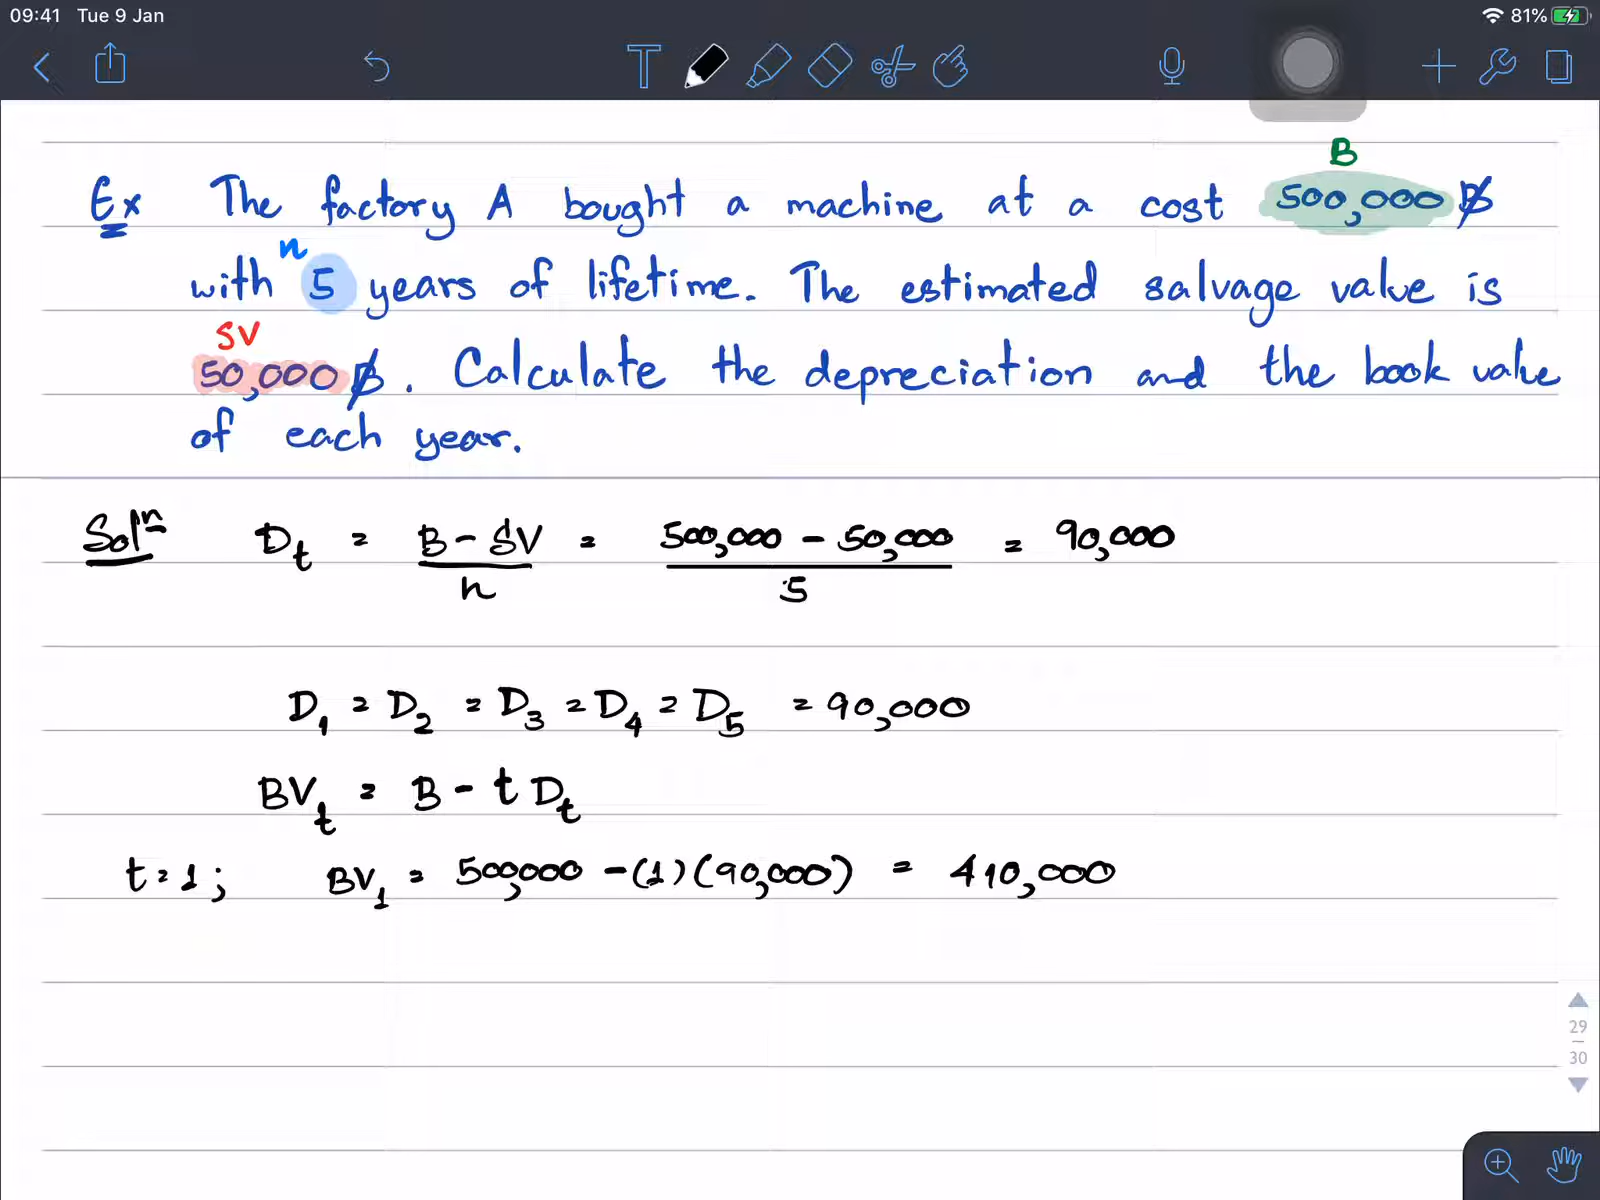 09:41 Tue 9 Jan 81%
B
Ex The factory A bought a machine at a cost 500,000 ฿
n
with 5 years of lifetime. The estimated salvage value is
SV
50,000 ฿. Calculate the depreciation and the book value
of each year.
Solⁿ Dₜ = (B - SV)/n = (500,000 - 50,000)/5 = 90,000
D₁ = D₂ = D₃ = D₄ = D₅ = 90,000
BVₜ = B - t Dₜ
t = 1; BV₁ = 500,000 - (1)(90,000) = 410,000
29
30